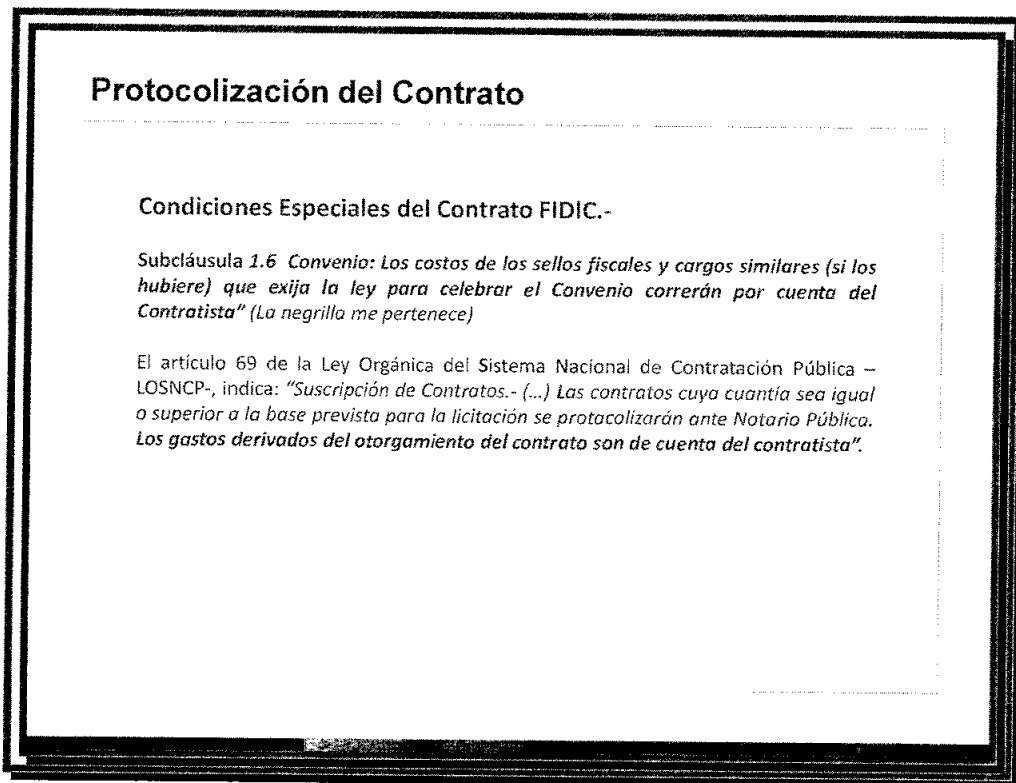 Protocolización del Contrato
Condiciones Especiales del Contrato FIDIC.-
Subcláusula 1.6 Convenio: Los costos de los sellos fiscales y cargos similares (si los
hubiere) que exija la ley para celebrar el Convenio correrán por cuenta del
Contratista" (La negrilla me pertenece)
El artículo 69 de la Ley Orgánica del Sistema Nacional de Contratación Pública –
LOSNCP-, indica: "Suscripción de Contratos.- (...) Los contratos cuya cuantía sea igual
o superior a la base prevista para la licitación se protocolizarán ante Notario Público.
Los gastos derivados del otorgamiento del contrato son de cuenta del contratista".